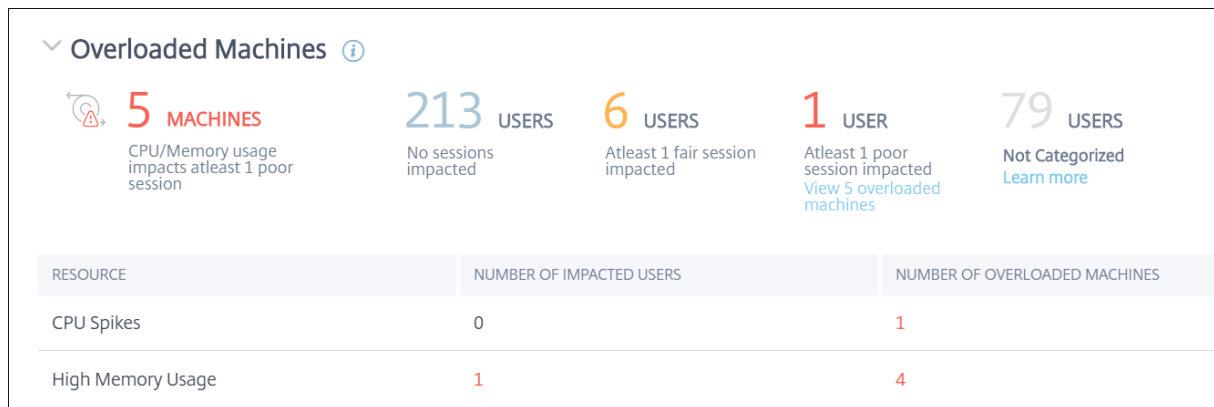 Overloaded Machines
5 MACHINES
CPU/Memory usage
impacts atleast 1 poor
session
213 USERS
No sessions
impacted
6 USERS
Atleast 1 fair session
impacted
1 USER
Atleast 1 poor
session impacted
View 5 overloaded
machines
79 USERS
Not Categorized
Learn more
RESOURCE NUMBER OF IMPACTED USERS NUMBER OF OVERLOADED MACHINES
CPU Spikes 0 1
High Memory Usage 1 4